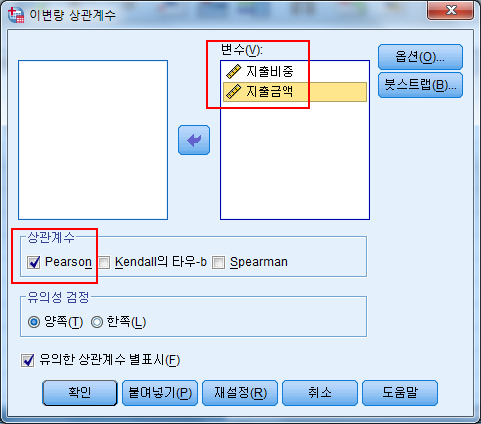 이변량 상관계수
변수(V):
지출비중
지출금액
옵션(O)...
붓스트랩(B)...
상관계수
Pearson Kendall의 타우-b Spearman
유의성 검정
양쪽(T) 한쪽(L)
유의한 상관계수 별표시(F)
확인 붙여넣기(P) 재설정(R) 취소 도움말